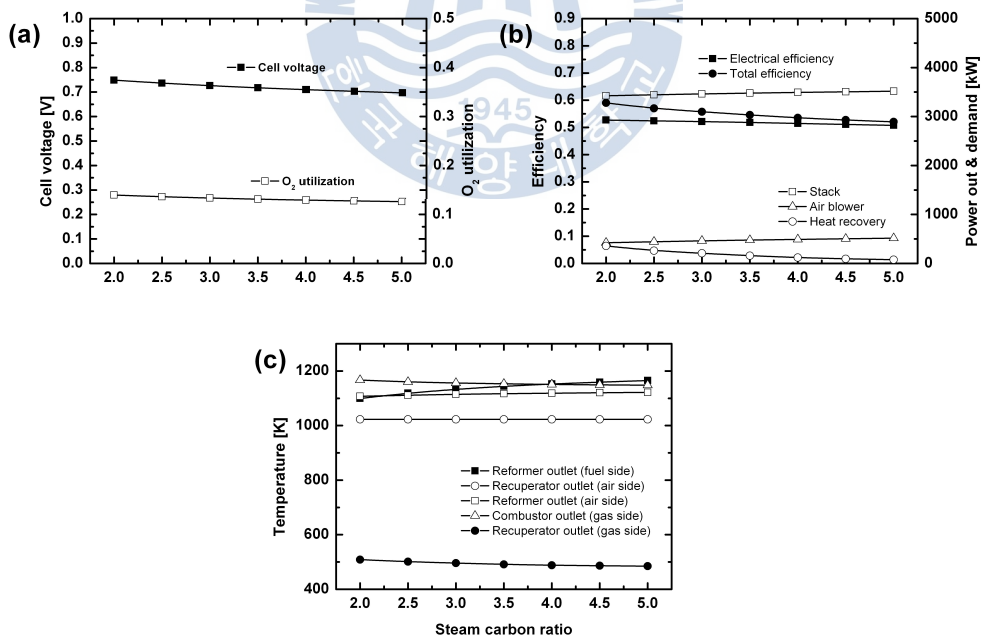 (a)
1.0
0.9
0.8
0.7
0.6
0.5
0.4
0.3
0.2
0.1
0.0
Cell voltage [V]
Cell voltage
O2 utilization
0.5
0.4
0.3
0.2
0.1
0.0
O2 utilization
2.0 2.5 3.0 3.5 4.0 4.5 5.0
1945
(b)
0.9
0.8
0.7
0.6
0.5
0.4
0.3
0.2
0.1
0.0
Efficiency
Electrical efficiency
Total efficiency
Stack
Air blower
Heat recovery
5000
4000
3000
2000
1000
0
Power out & demand [kW]
2.0 2.5 3.0 3.5 4.0 4.5 5.0
(c)
1200
1000
800
600
400
Temperature [K]
Reformer outlet (fuel side)
Recuperator outlet (air side)
Reformer outlet (air side)
Combustor outlet (gas side)
Recuperator outlet (gas side)
2.0 2.5 3.0 3.5 4.0 4.5 5.0
Steam carbon ratio